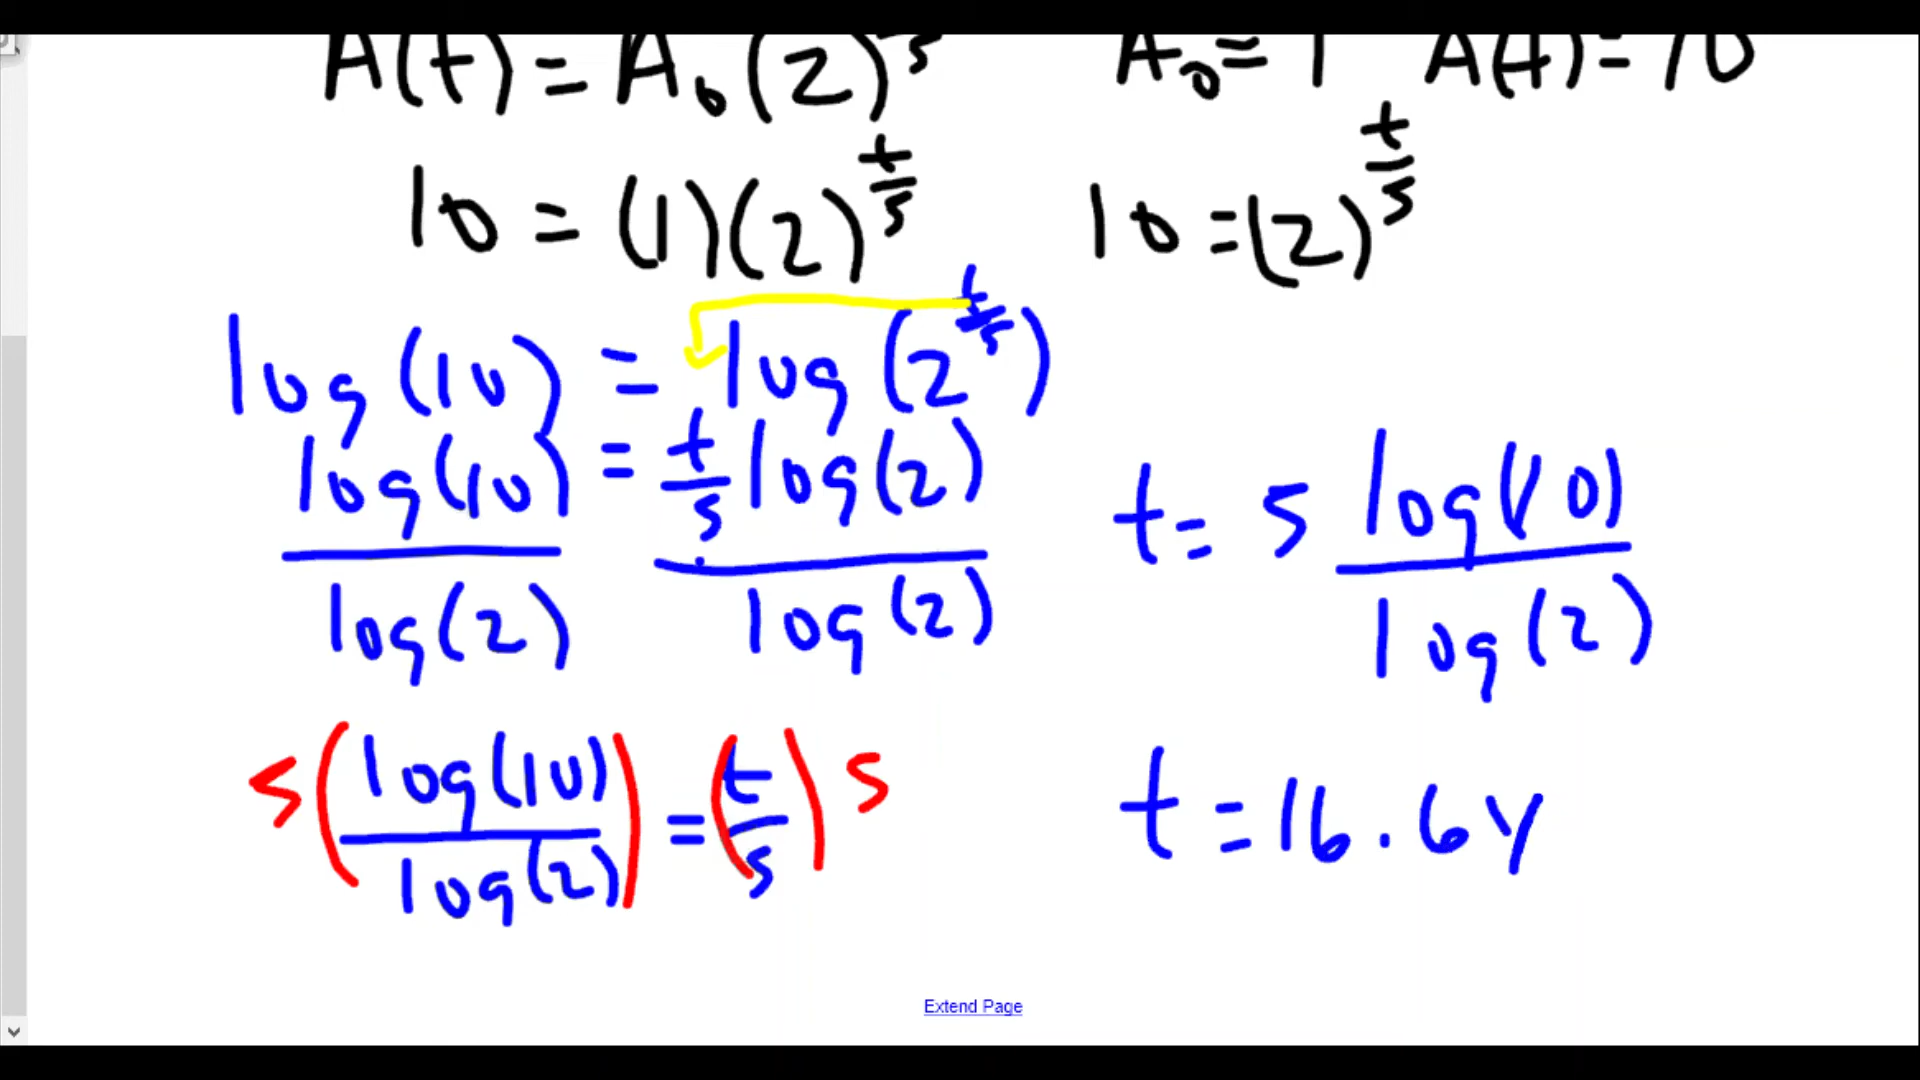 A(t) = A₀(2)^(t/5)    A₀ = 1    A(t) = 10
10 = (1)(2)^(t/5)    10 = (2)^(t/5)
log(10) = log(2^(t/5))
log(10)/log(2) = (t/5)log(2)/log(2)    t = 5 log(10)/log(2)
5(log(10)/log(2)) = (t/5)5    t = 16.6y
Extend Page